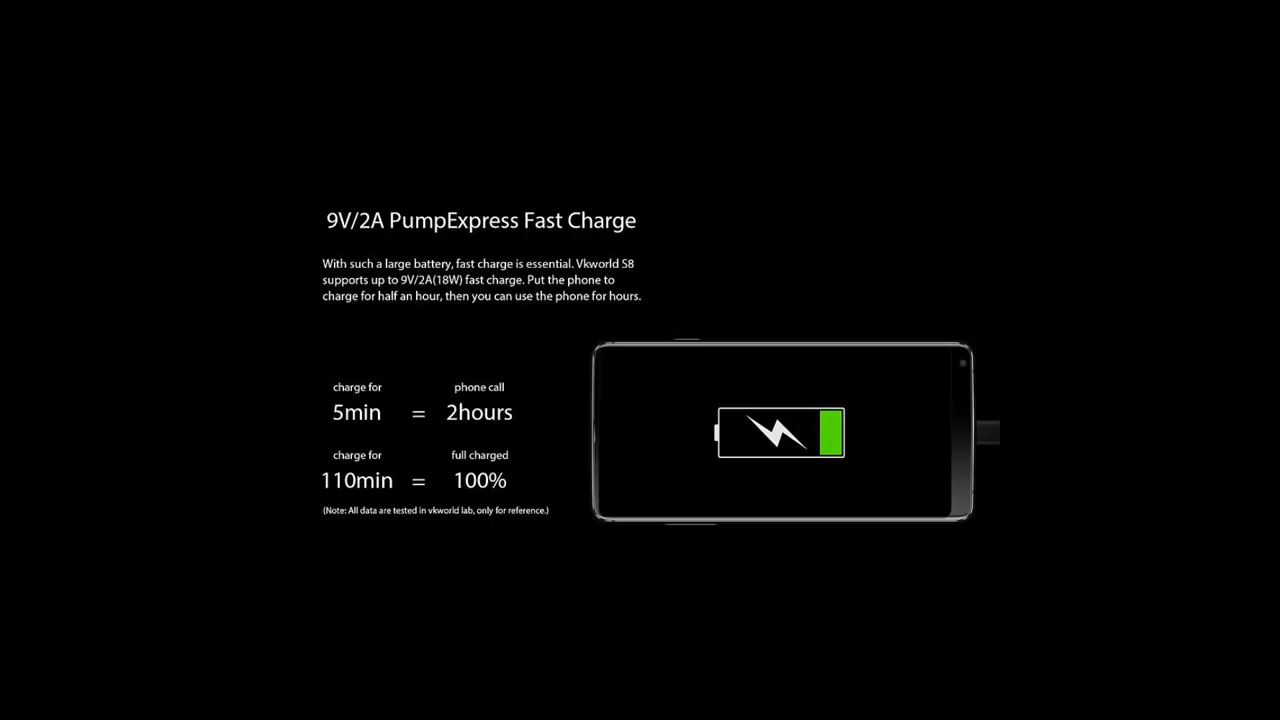 9V/2A PumpExpress Fast Charge
With such a large battery, fast charge is essential. Vkworld S8
supports up to 9V/2A(18W) fast charge. Put the phone to
charge for half an hour, then you can use the phone for hours.
charge for phone call
5min = 2hours
charge for full charged
110min = 100%
(Note: All data are tested in vkworld lab, only for reference.)